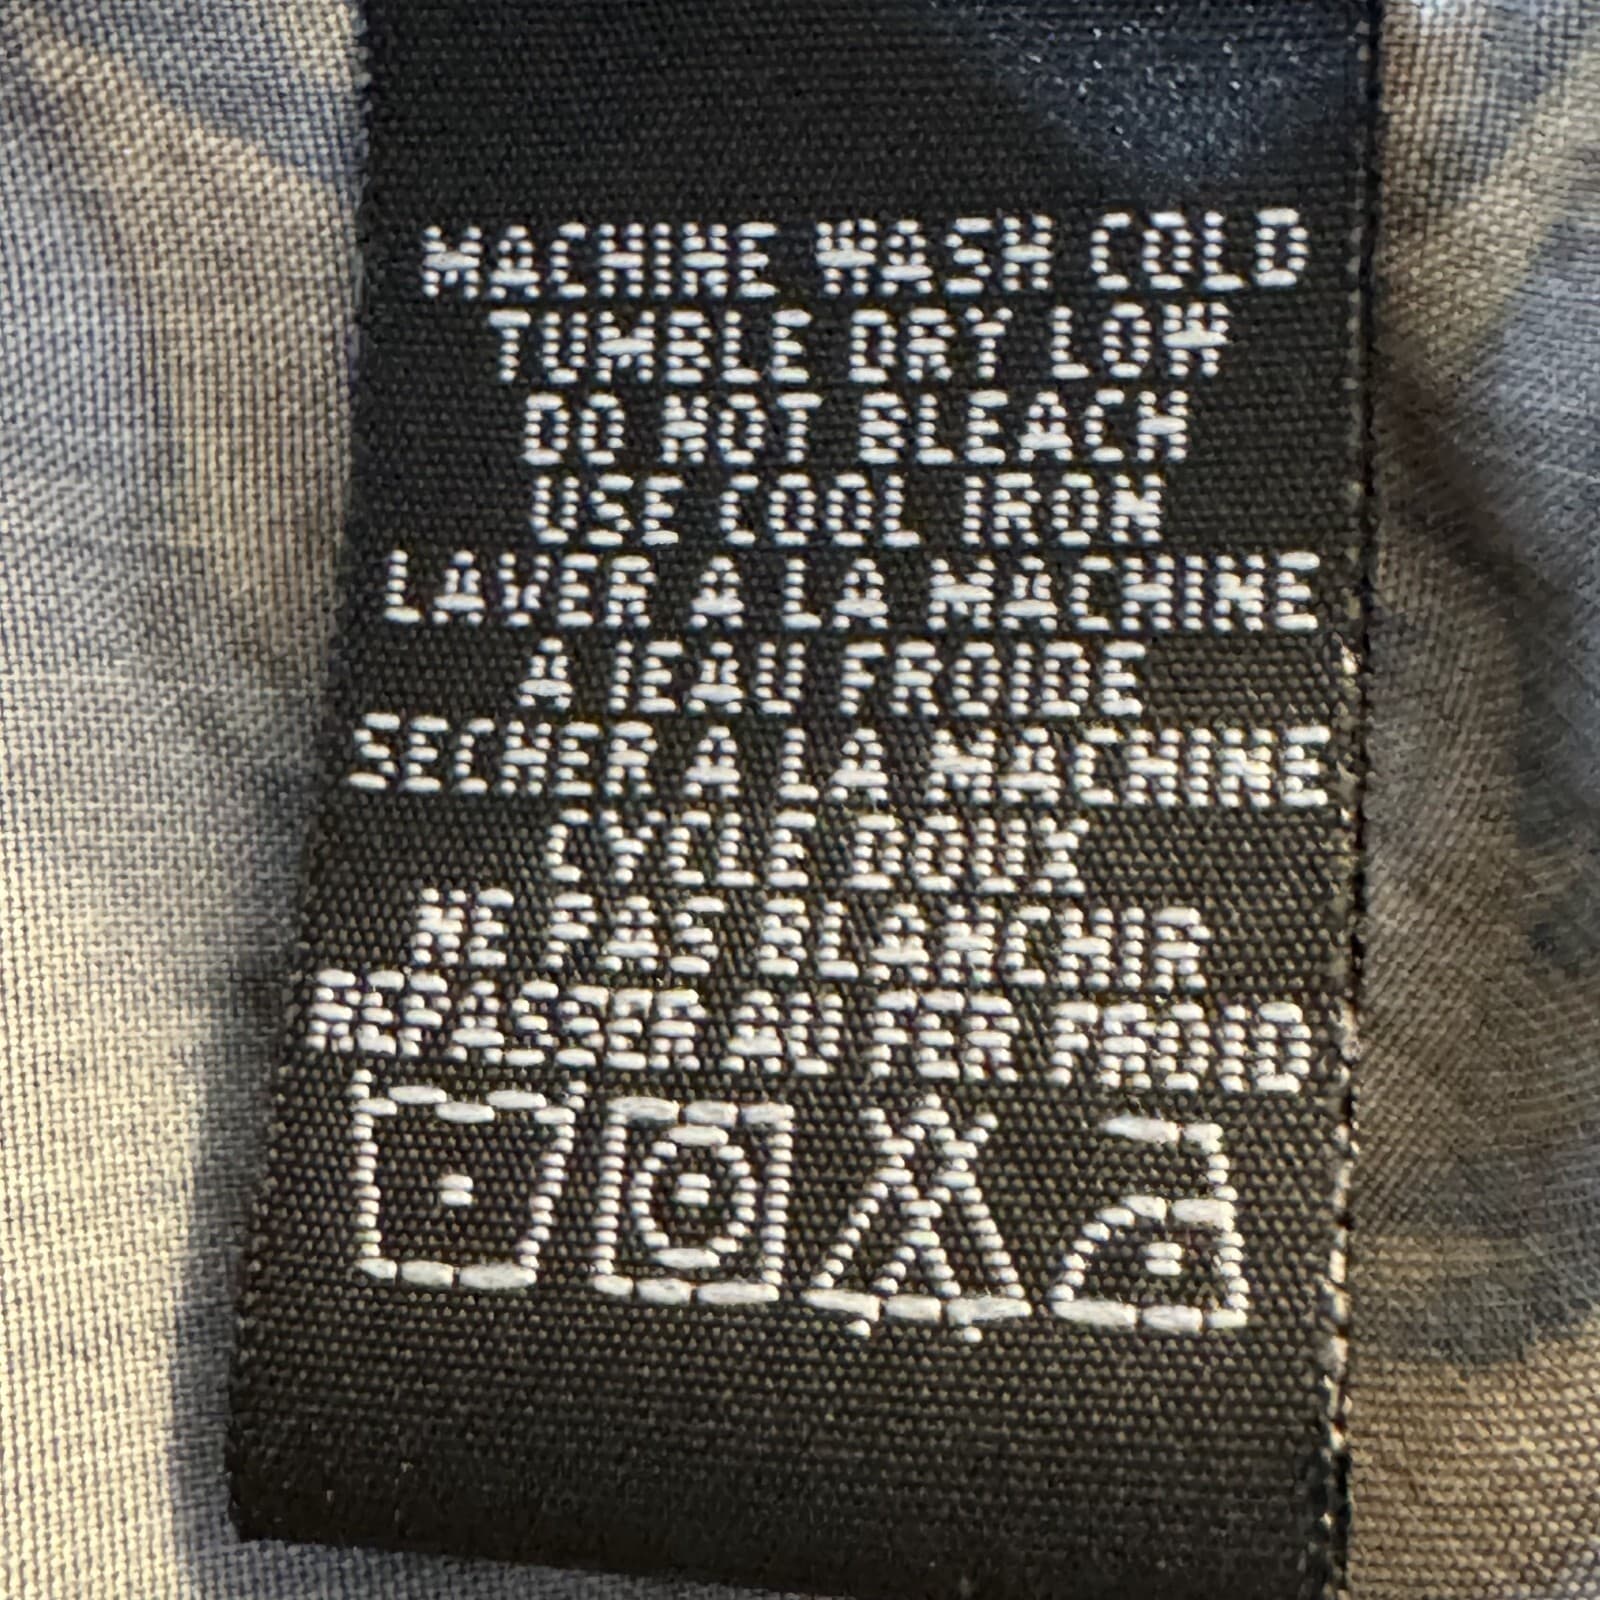 MACHINE WASH COLD
TUMBLE DRY LOW
DO NOT BLEACH
USE COOL IRON
LAVER A LA MACHINE
A IEAU FROIDE
SECHER A LA MACHINE
CYCLE DOUX
NE PAS BLANCHIR
REPASSER AU FER FROID